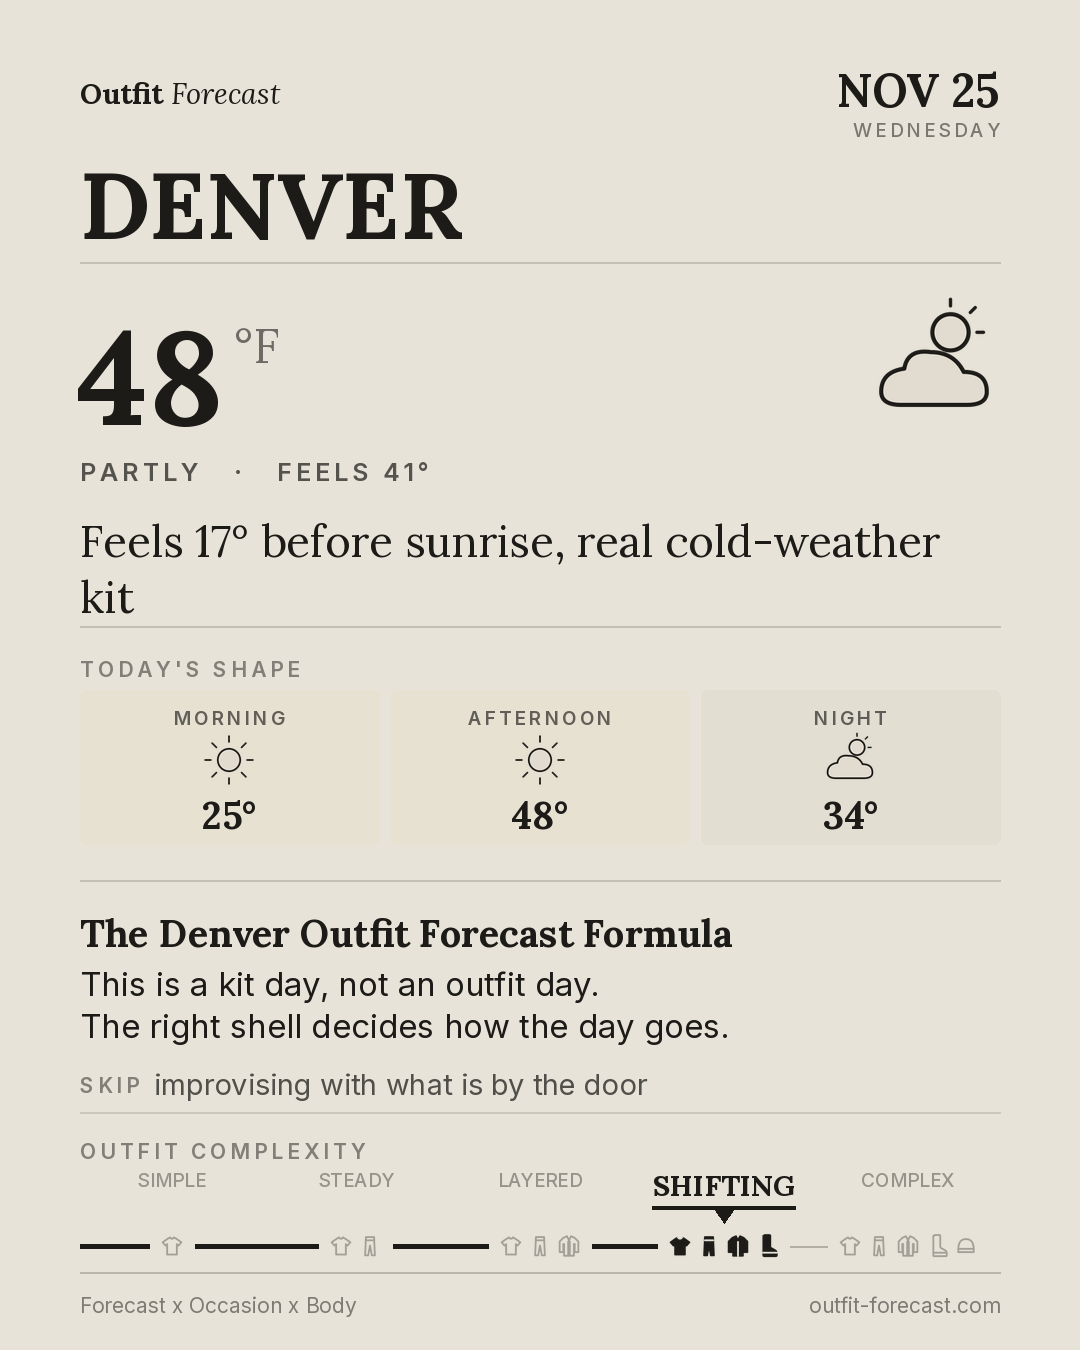 Outfit Forecast
NOV 25
WEDNESDAY
DENVER
48 °F
PARTLY · FEELS 41°
Feels 17° before sunrise, real cold-weather
kit
TODAY'S SHAPE
MORNING
25°
AFTERNOON
48°
NIGHT
34°
The Denver Outfit Forecast Formula
This is a kit day, not an outfit day.
The right shell decides how the day goes.
SKIP improvising with what is by the door
OUTFIT COMPLEXITY
SIMPLE STEADY LAYERED SHIFTING COMPLEX
Forecast x Occasion x Body
outfit-forecast.com